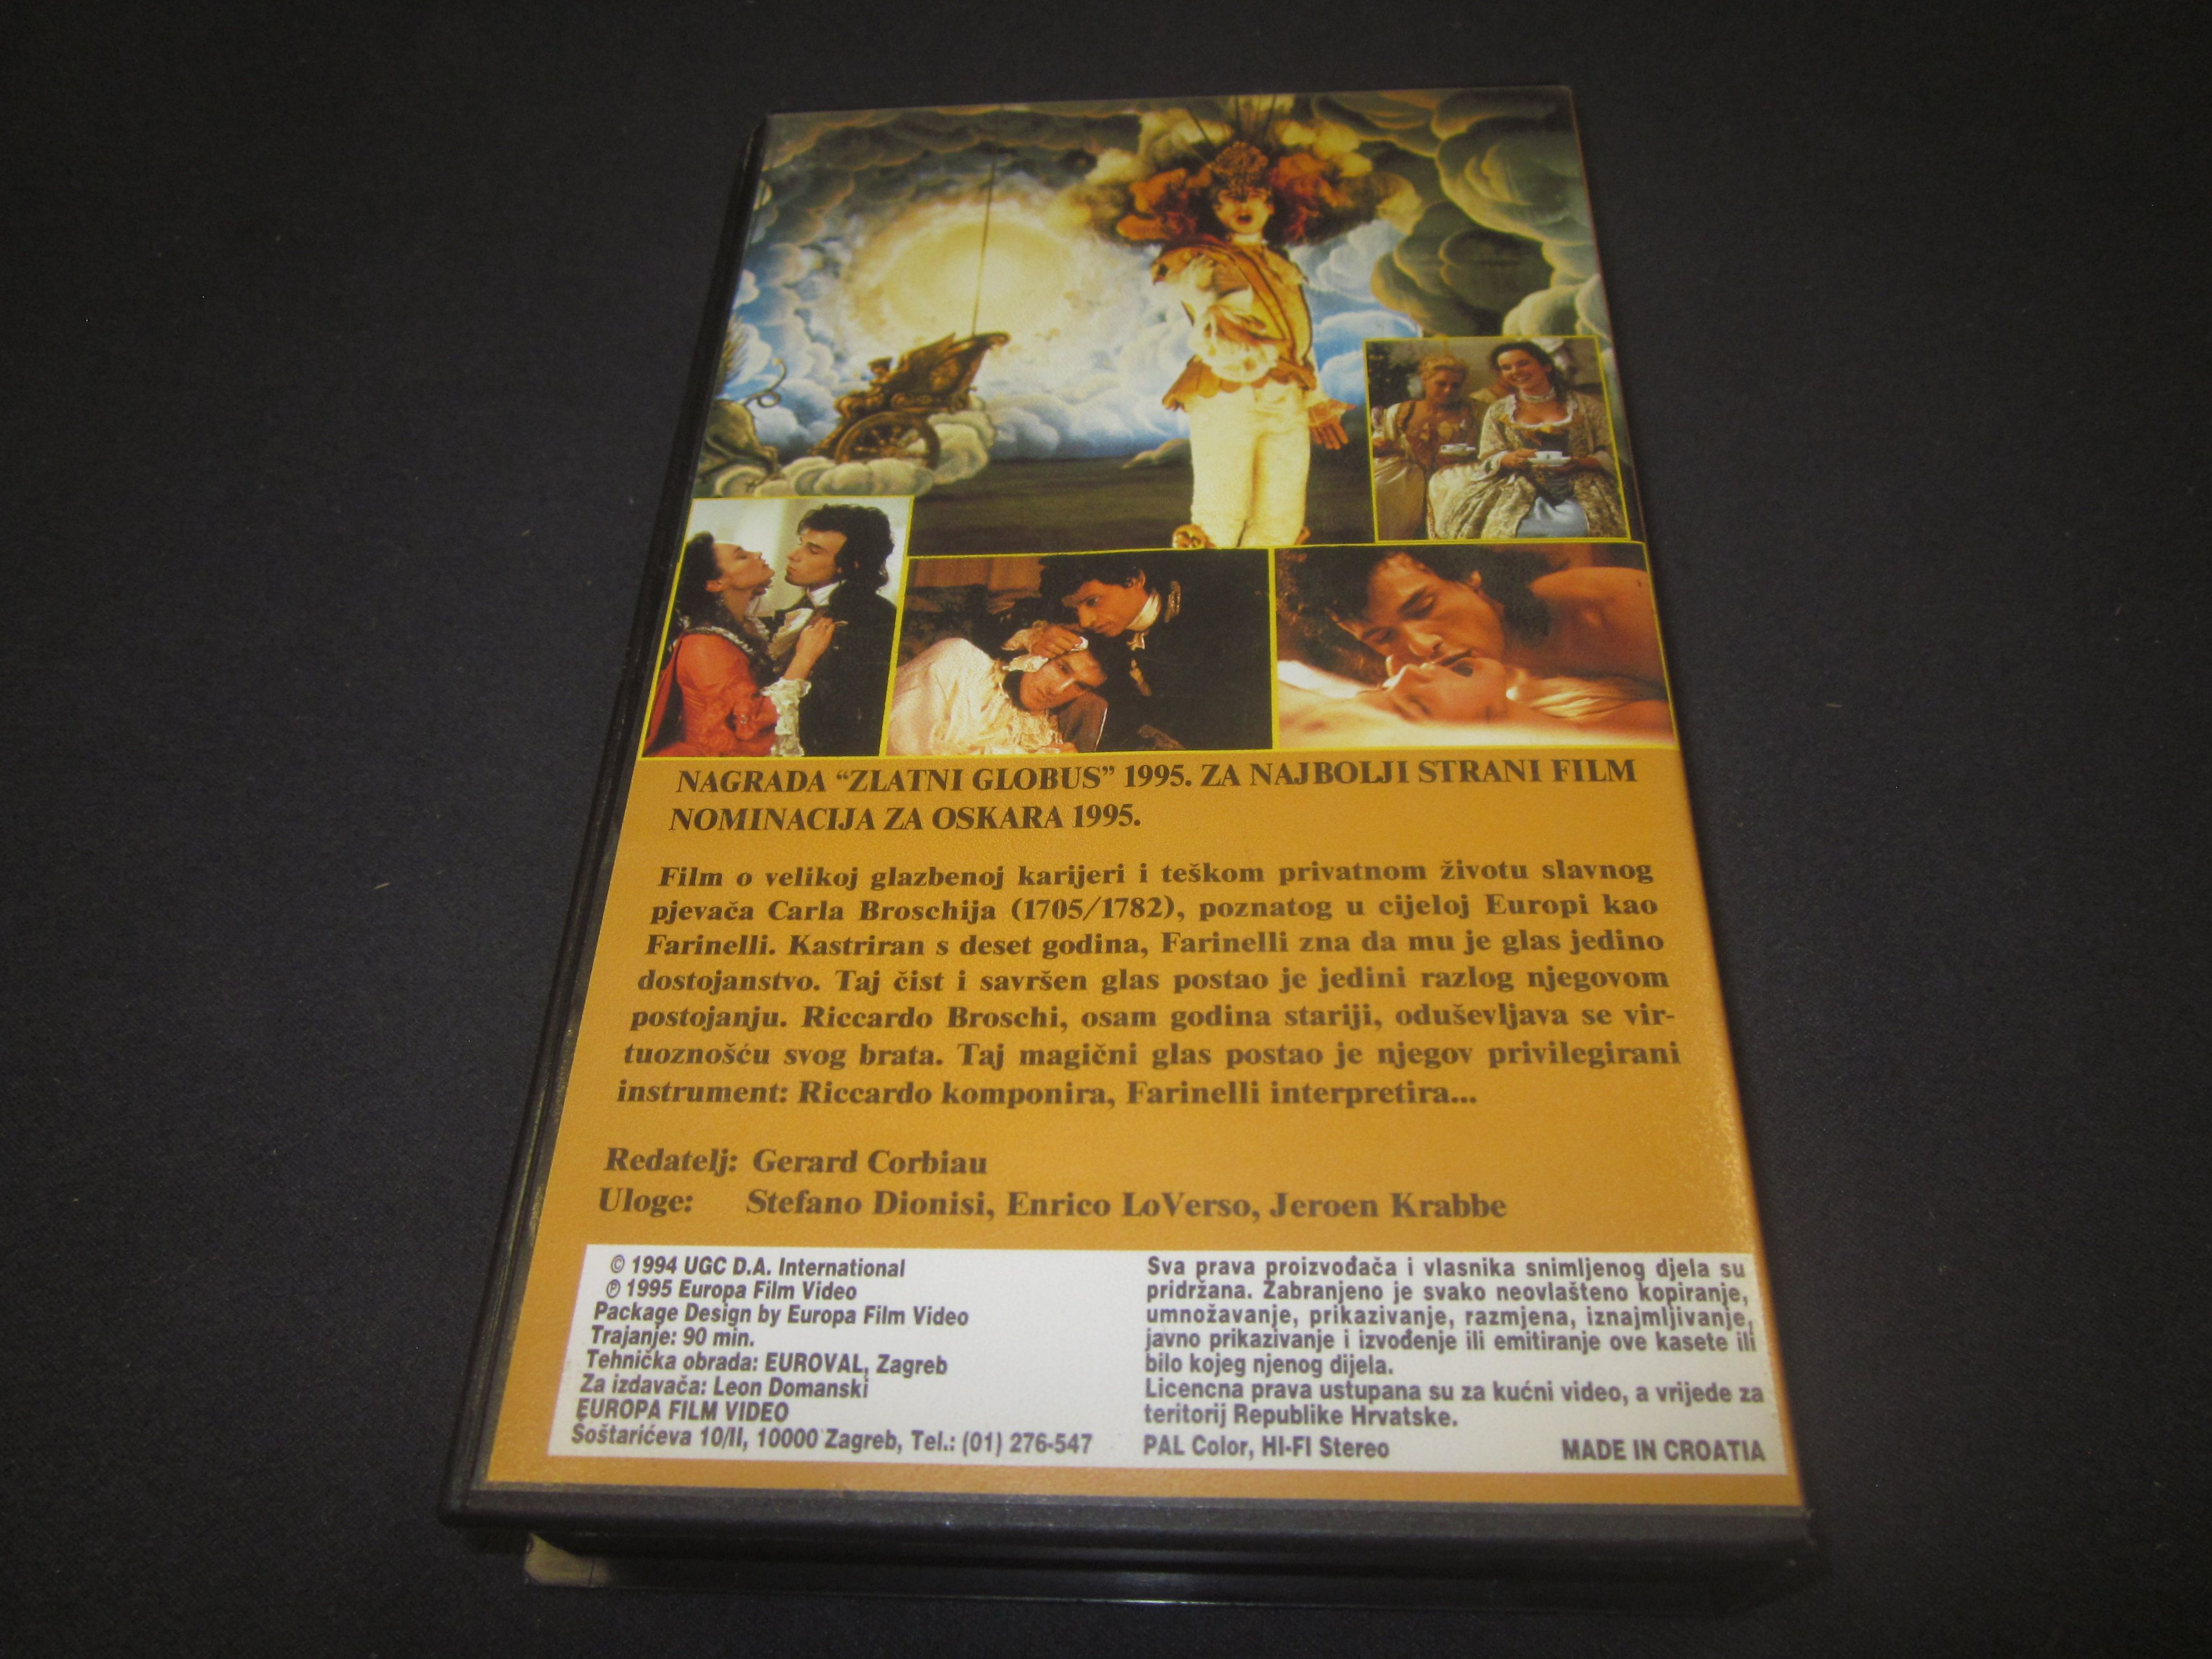 NAGRADA “ZLATNI GLOBUS” 1995. ZA NAJBOLJI STRANI FILM
NOMINACIJA ZA OSKARA 1995.
Film o velikoj glazbenoj karijeri i teškom privatnom životu slavnog
pjevača Carla Broschija (1705/1782), poznatog u cijeloj Europi kao
Farinelli. Kastriran s deset godina, Farinelli zna da mu je glas jedino
dostojanstvo. Taj čist i savršen glas postao je jedini razlog njegovom
postojanju. Riccardo Broschi, osam godina stariji, oduševljava se vir-
tuoznošću svog brata. Taj magični glas postao je njegov privilegirani
instrument: Riccardo komponira, Farinelli interpretira...
Redatelj: Gerard Corbiau
Uloge: Stefano Dionisi, Enrico LoVerso, Jeroen Krabbe
© 1994 UGC D.A. International
℗ 1995 Europa Film Video
Package Design by Europa Film Video
Trajanje: 90 min.
Tehnička obrada: EUROVAL, Zagreb
Za izdavača: Leon Domanski
EUROPA FILM VIDEO
Šoštarićeva 10/II, 10000 Zagreb, Tel.: (01) 276-547
Sva prava proizvođača i vlasnika snimljenog djela su
pridržana. Zabranjeno je svako neovlašteno kopiranje,
umnožavanje, prikazivanje, razmjena, iznajmljivanje,
javno prikazivanje i izvođenje ili emitiranje ove kasete ili
bilo kojeg njenog dijela.
Licencna prava ustupana su za kućni video, a vrijede za
teritorij Republike Hrvatske.
PAL Color, HI-FI Stereo MADE IN CROATIA